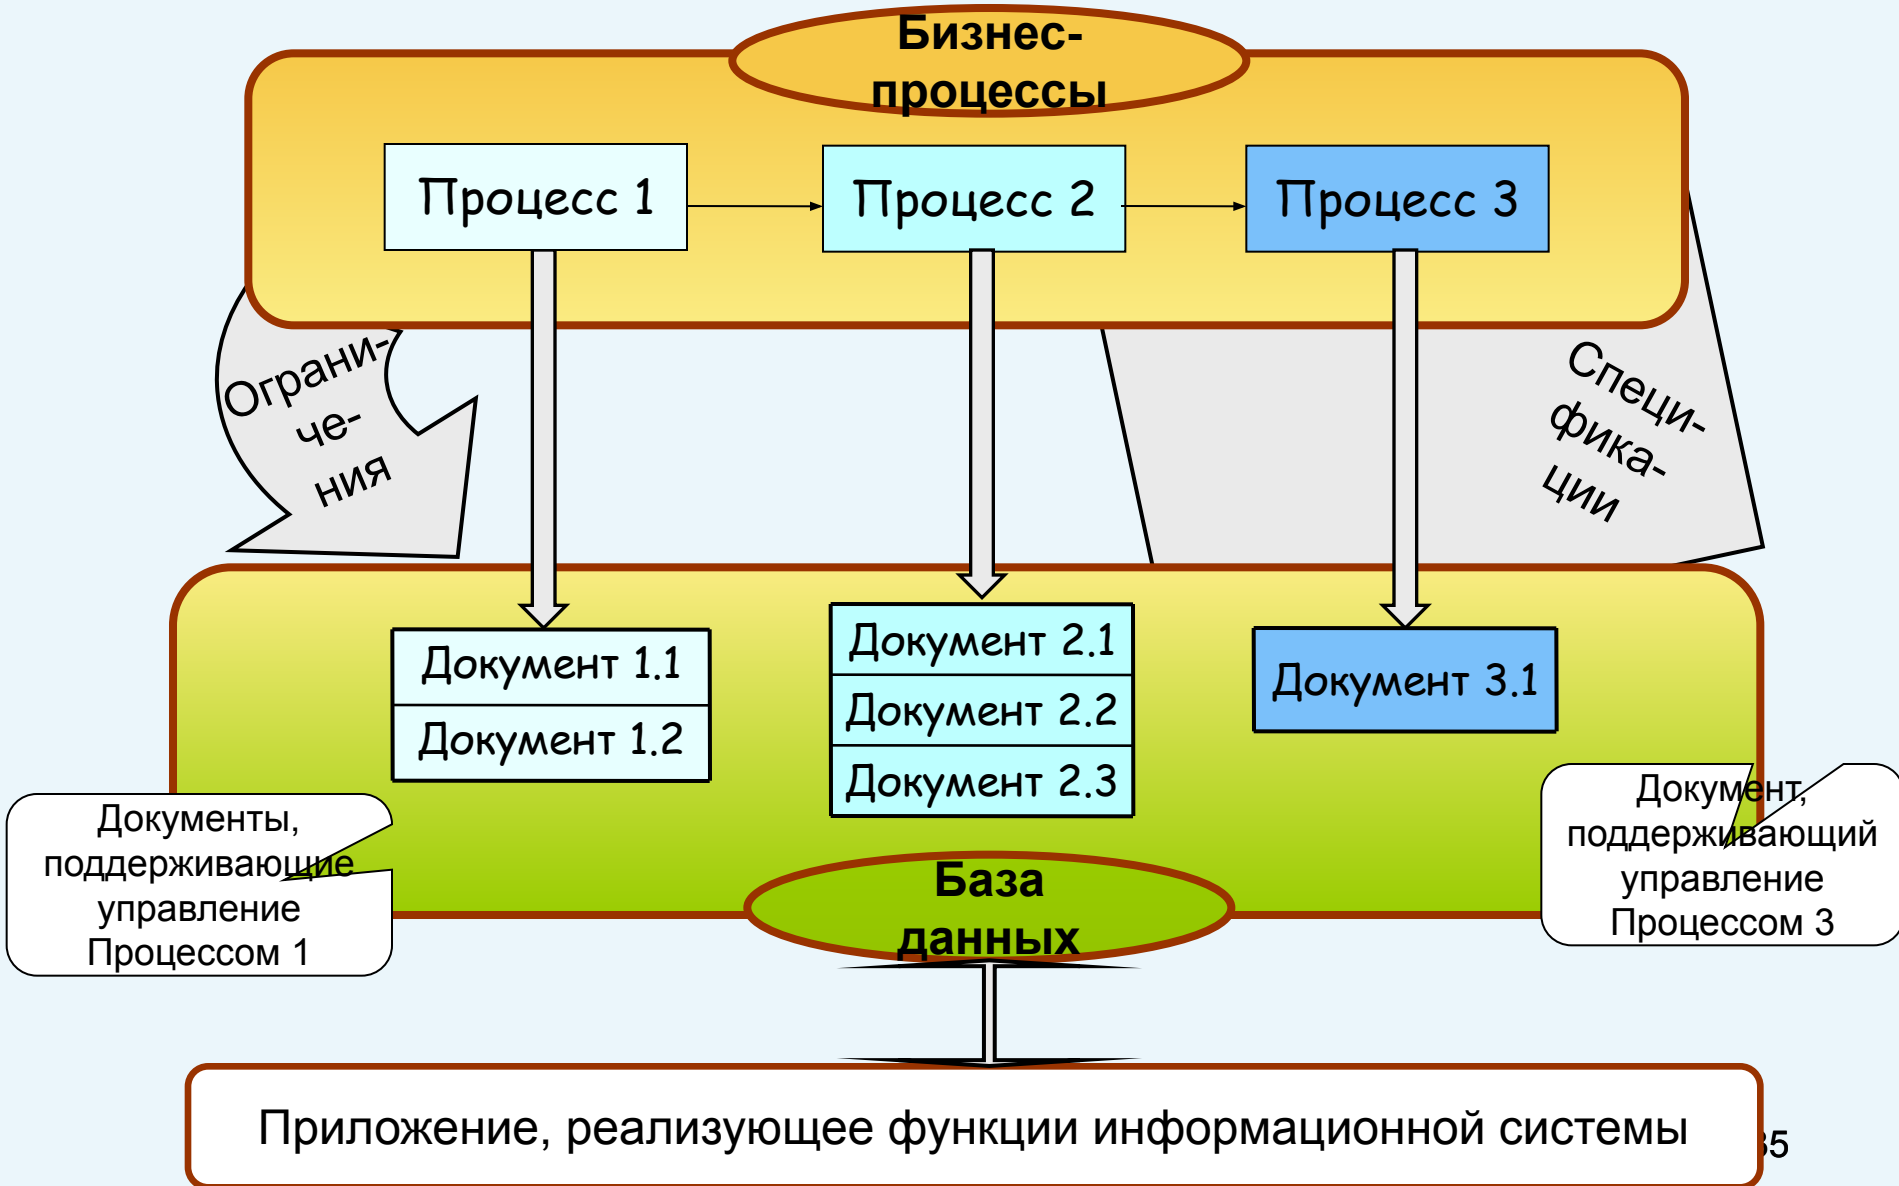 Бизнес-
процессы
Процесс 1
Процесс 2
Процесс 3
Ограни-
че-
ния
Специ-
фика-
ции
Документ 1.1
Документ 1.2
Документ 2.1
Документ 2.2
Документ 2.3
Документ 3.1
Документы,
поддерживающие
управление
Процессом 1
Документ,
поддерживающий
управление
Процессом 3
База
данных
Приложение, реализующее функции информационной системы
35